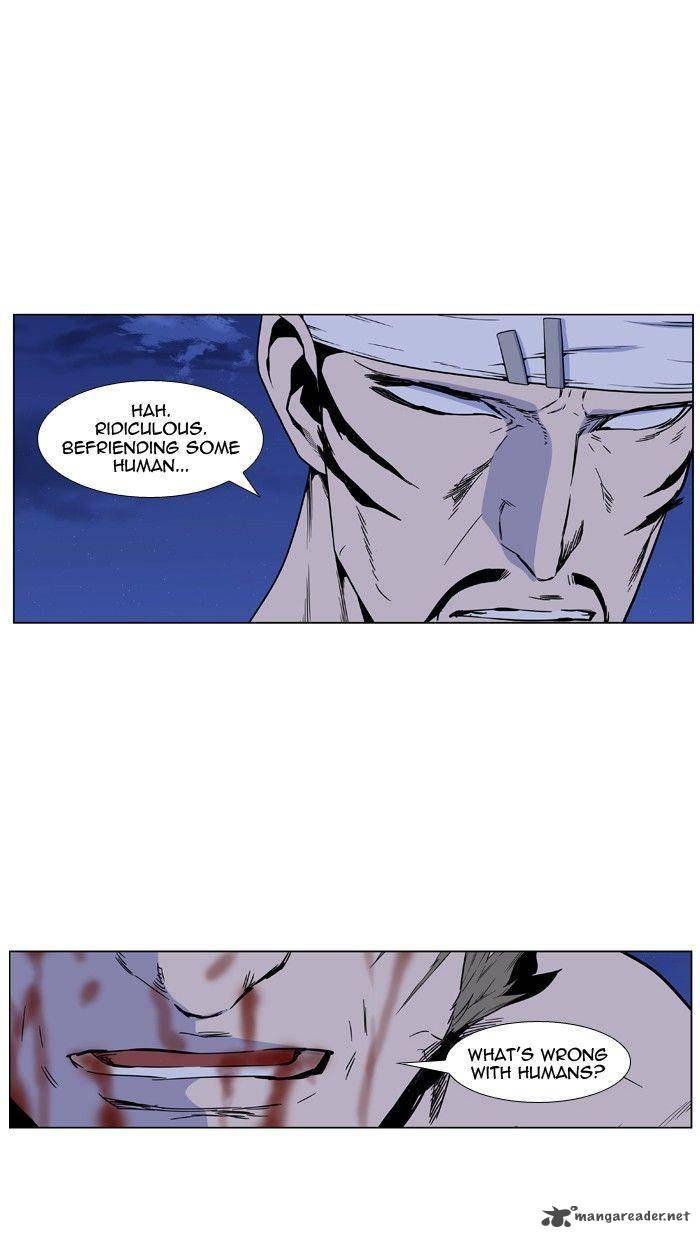 HAH.
RIDICULOUS.
BEFRIENDING SOME
HUMAN...
WHAT'S WRONG
WITH HUMANS?
mangareader.net